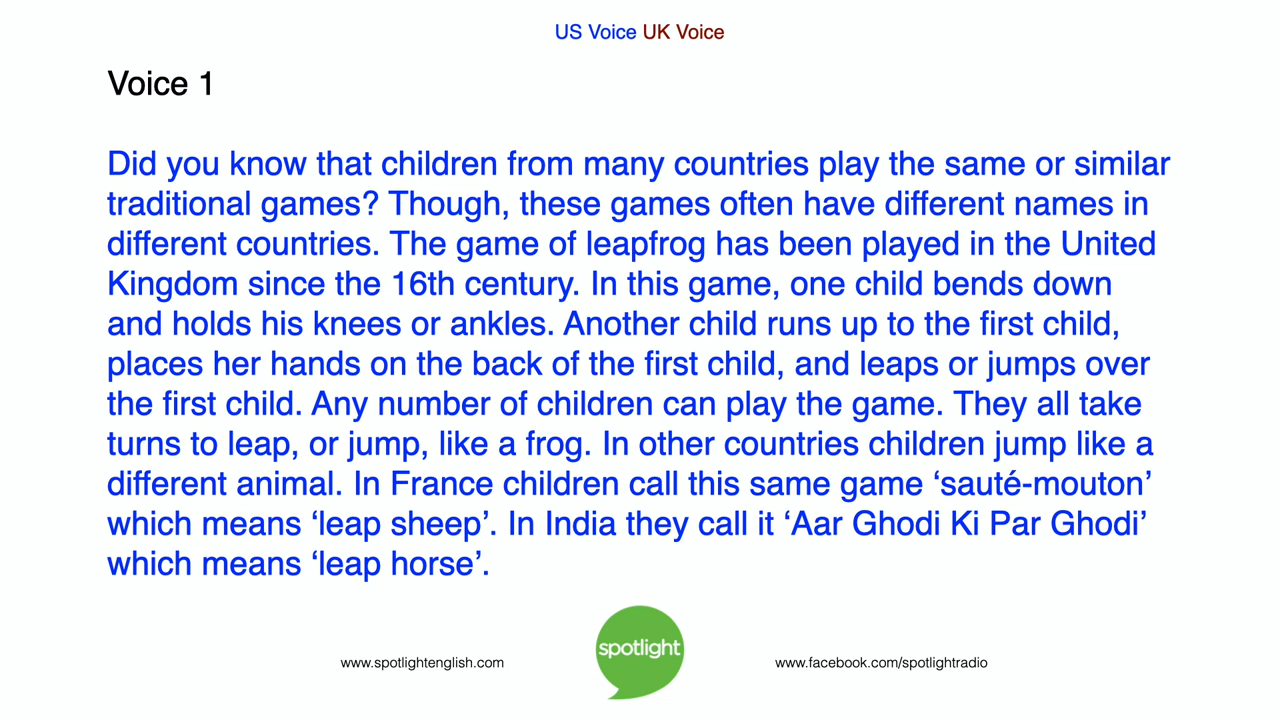 US Voice UK Voice
Voice 1
Did you know that children from many countries play the same or similar
traditional games? Though, these games often have different names in
different countries. The game of leapfrog has been played in the United
Kingdom since the 16th century. In this game, one child bends down
and holds his knees or ankles. Another child runs up to the first child,
places her hands on the back of the first child, and leaps or jumps over
the first child. Any number of children can play the game. They all take
turns to leap, or jump, like a frog. In other countries children jump like a
different animal. In France children call this same game ‘sauté-mouton’
which means ‘leap sheep’. In India they call it ‘Aar Ghodi Ki Par Ghodi’
which means ‘leap horse’.
www.spotlightenglish.com
spotlight
www.facebook.com/spotlightradio